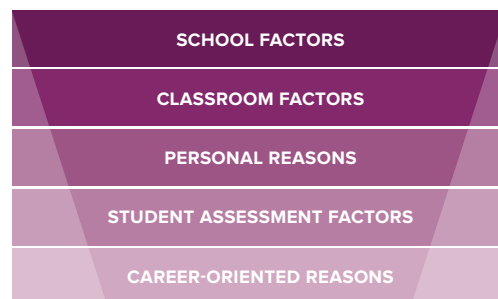 SCHOOL FACTORS
CLASSROOM FACTORS
PERSONAL REASONS
STUDENT ASSESSMENT FACTORS
CAREER-ORIENTED REASONS